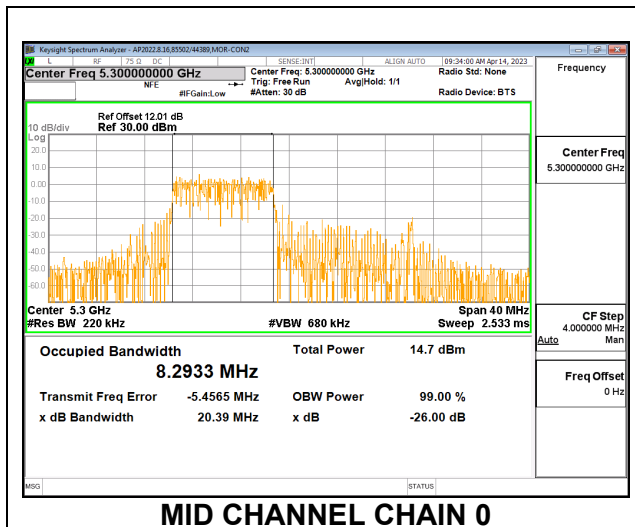 Keysight Spectrum Analyzer - AP2022.8.16,85502/44389,MOR-CON2
L RF 75 Ω DC SENSE:INT ALIGN AUTO 09:34:00 AM Apr 14, 2023
Center Freq 5.300000000 GHz
NFE
#IFGain:Low
Center Freq: 5.300000000 GHz
Trig: Free Run Avg|Hold: 1/1
#Atten: 30 dB
Radio Std: None
Radio Device: BTS
Frequency
Ref Offset 12.01 dB
10 dB/div Ref 30.00 dBm
Log
20.0
10.0
0.00
-10.0
-20.0
-30.0
-40.0
-50.0
-60.0
Center Freq
5.300000000 GHz
Center 5.3 GHz Span 40 MHz
#Res BW 220 kHz #VBW 680 kHz Sweep 2.533 ms
CF Step
4.000000 MHz
Auto Man
Occupied Bandwidth Total Power 14.7 dBm
8.2933 MHz
Transmit Freq Error -5.4565 MHz OBW Power 99.00 %
x dB Bandwidth 20.39 MHz x dB -26.00 dB
Freq Offset
0 Hz
MSG STATUS
MID CHANNEL CHAIN 0